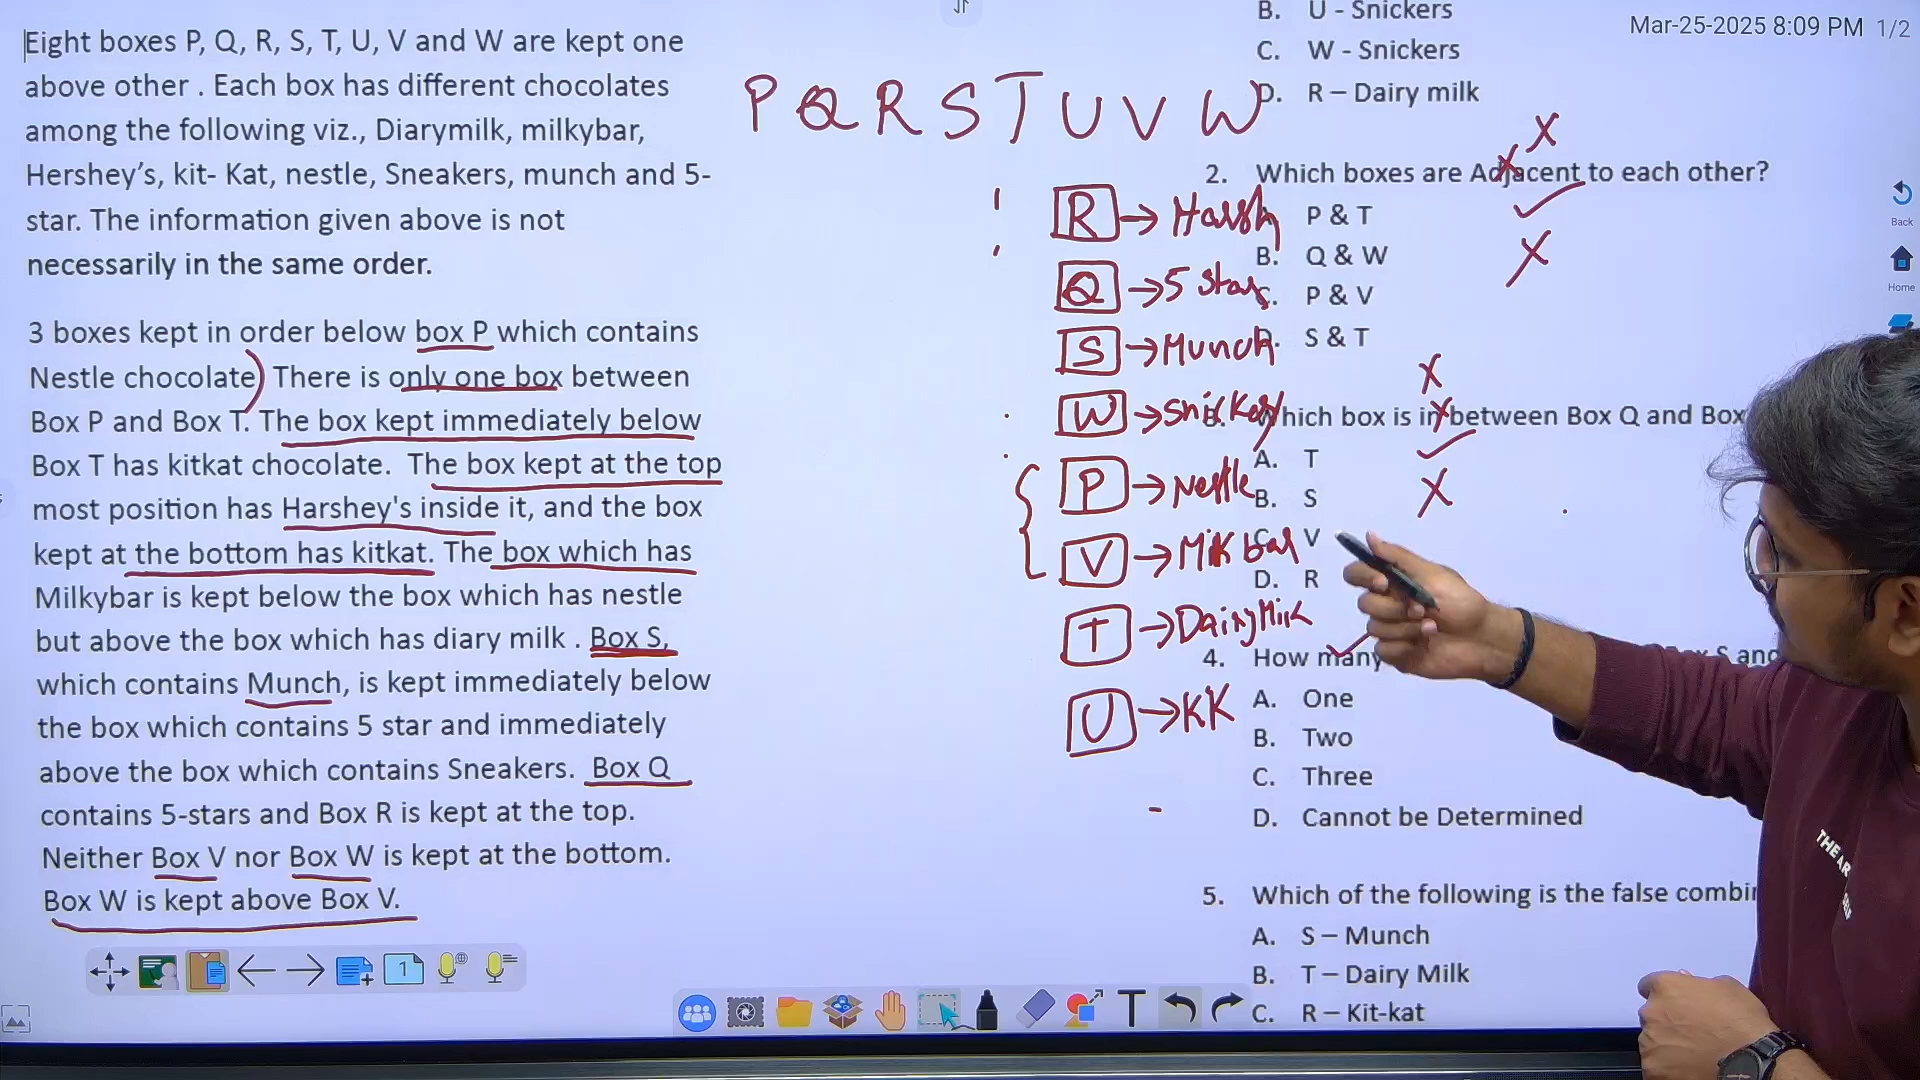 Mar-25-2025 8:09 PM 1/2
Eight boxes P, Q, R, S, T, U, V and W are kept one
above other . Each box has different chocolates
among the following viz., Diarymilk, milkybar,
Hershey’s, kit- Kat, nestle, Sneakers, munch and 5-
star. The information given above is not
necessarily in the same order.
3 boxes kept in order below box P which contains
Nestle chocolate) There is only one box between
Box P and Box T. The box kept immediately below
Box T has kitkat chocolate. The box kept at the top
most position has Harshey's inside it, and the box
kept at the bottom has kitkat. The box which has
Milkybar is kept below the box which has nestle
but above the box which has diary milk .  Box S,
which contains Munch, is kept immediately below
the box which contains 5 star and immediately
above the box which contains Sneakers. Box Q
contains 5-stars and Box R is kept at the top.
Neither Box V nor Box W is kept at the bottom.
Box W is kept above Box V.
P Q R S T U V W
R → Harsh
Q → 5 star
S → Munch
W → snickers
P → Nestle
V → Milk bar
T → DairyMilk
U → KK
B. U - Snickers
C. W - Snickers
D. R – Dairy milk
2. Which boxes are Adjacent to each other?
P & T
B. Q & W
C. P & V
D. S & T
Which box is in between Box Q and Box
A. T
B. S
C. V
D. R
4. How many S and
A. One
B. Two
C. Three
D. Cannot be Determined
5. Which of the following is the false combi
A. S – Munch
B. T – Dairy Milk
C. R – Kit-kat
Back
Home
1
T
THE AR
SELF